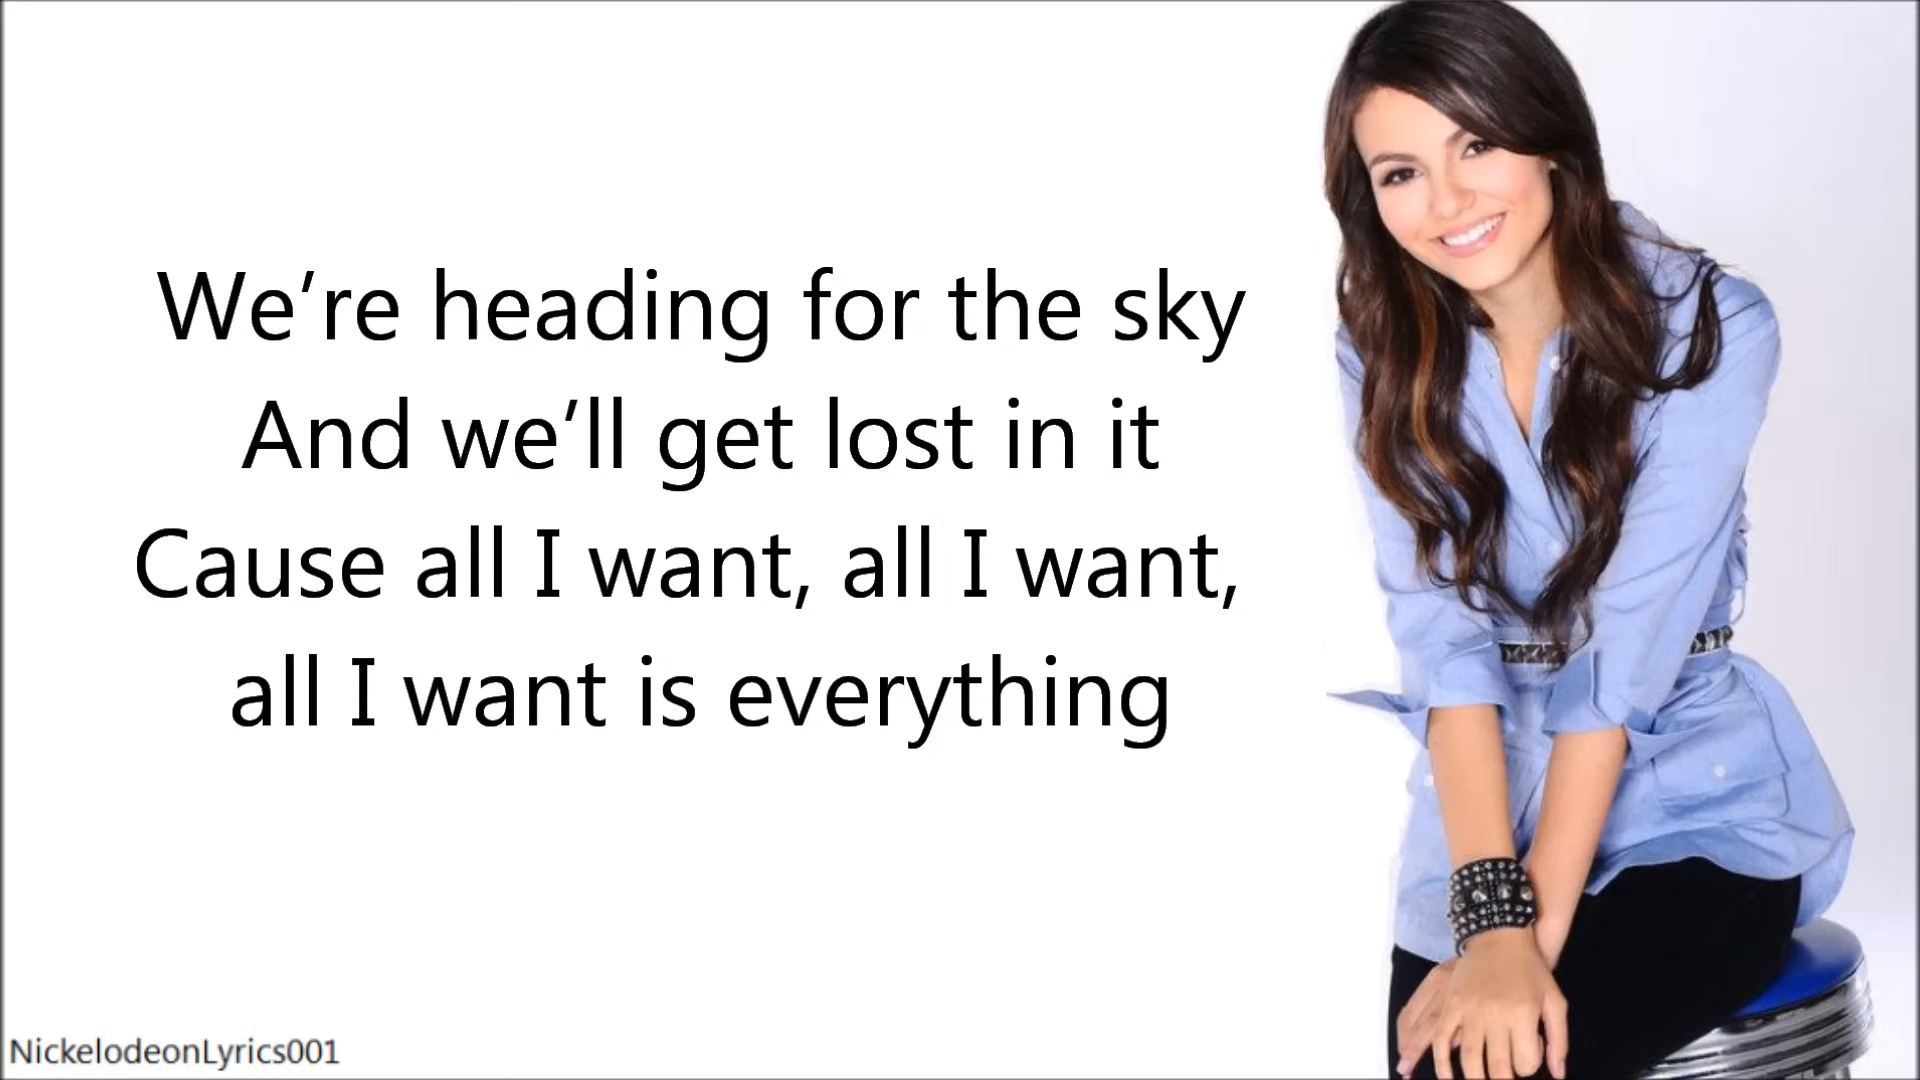 We’re heading for the sky
And we’ll get lost in it
Cause all I want, all I want,
all I want is everything
NickelodeonLyrics001